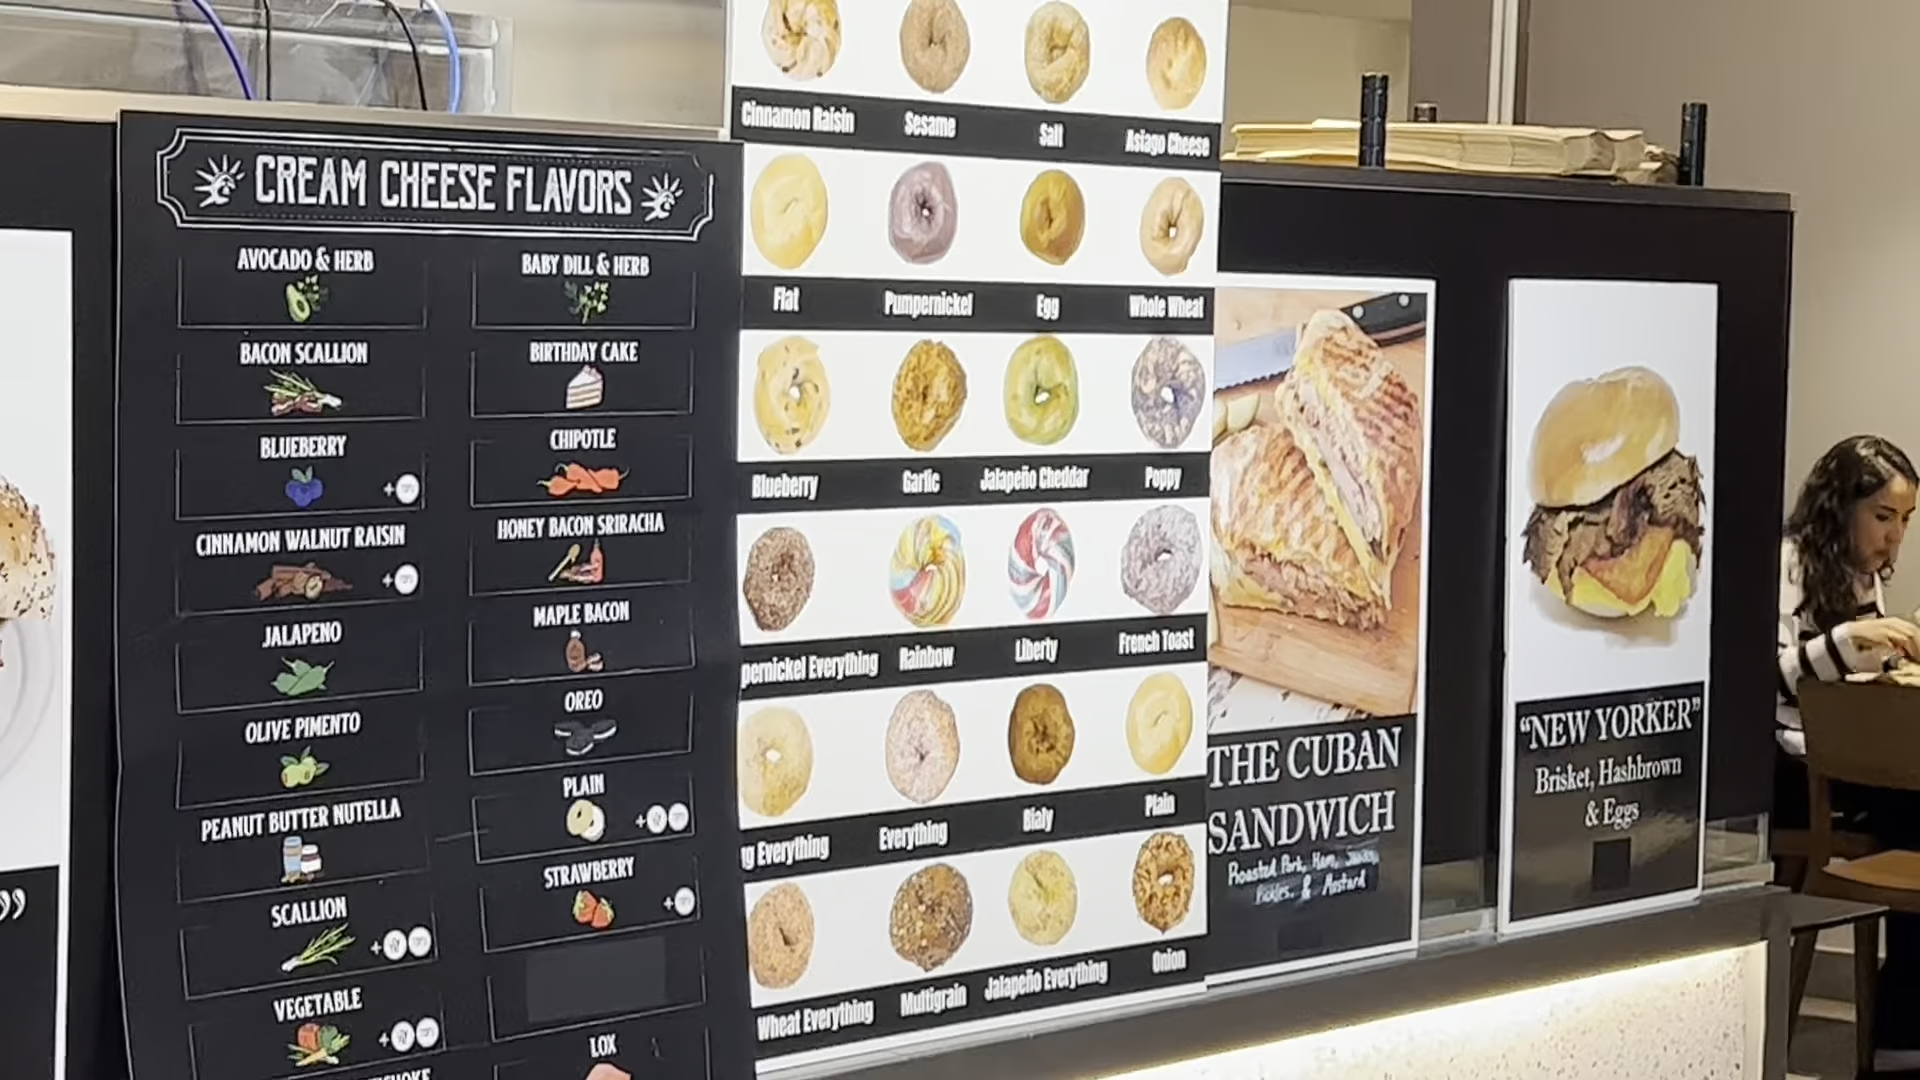 CREAM CHEESE FLAVORS
AVOCADO & HERB
BACON SCALLION
BLUEBERRY
CINNAMON WALNUT RAISIN
JALAPENO
OLIVE PIMENTO
PEANUT BUTTER NUTELLA
SCALLION
VEGETABLE
BABY DILL & HERB
BIRTHDAY CAKE
CHIPOTLE
HONEY BACON SRIRACHA
MAPLE BACON
OREO
PLAIN
STRAWBERRY
LOX
Cinnamon Raisin Sesame Salt Asiago Cheese
Flat Pumpernickel Egg Whole Wheat
Blueberry Garlic Jalapeño Cheddar Poppy
pernickel Everything Rainbow Liberty French Toast
Everything Everything Bialy Plain
Wheat Everything Multigrain Jalapeño Everything Onion
THE CUBAN
SANDWICH
Roasted Pork, Ham,
Pickles, & Mustard
“NEW YORKER”
Brisket, Hashbrown
& Eggs